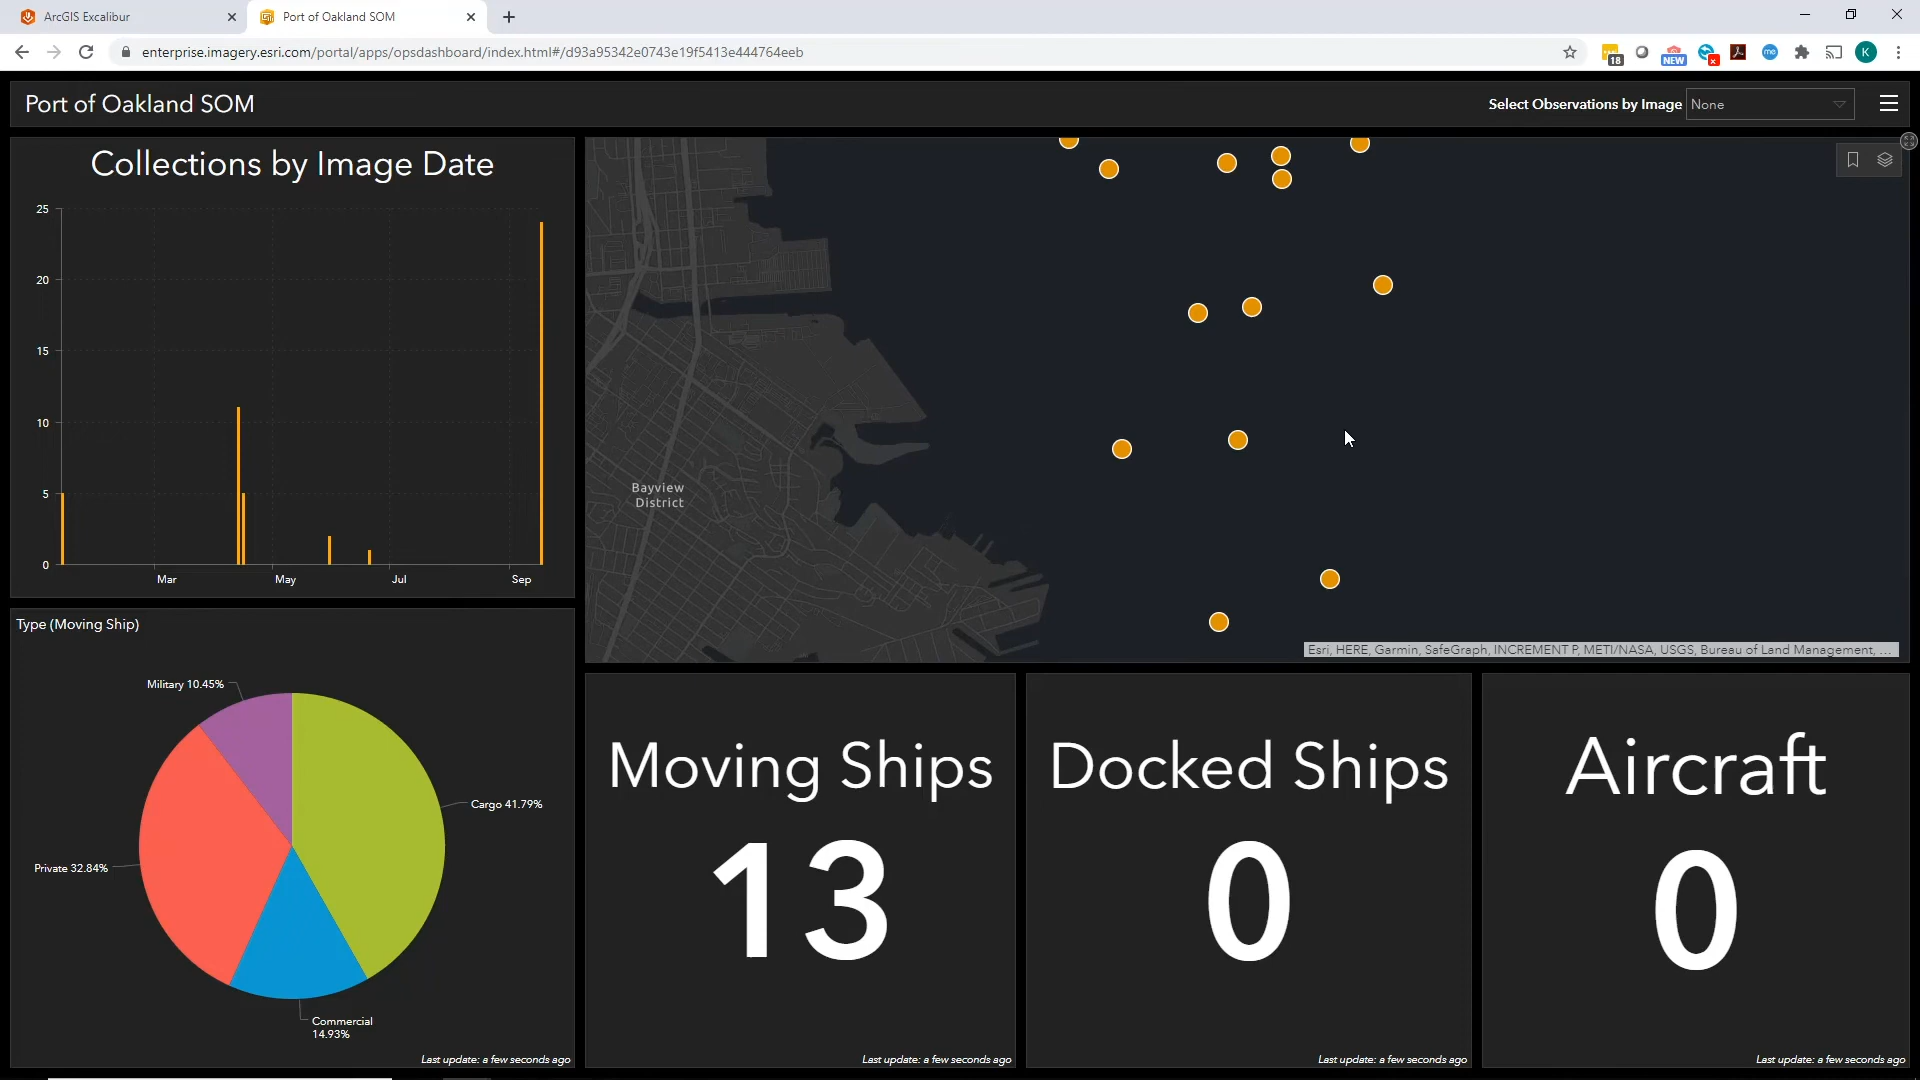 ArcGIS Excalibur
Port of Oakland SOM
enterprise.imagery.esri.com/portal/apps/opsdashboard/index.html#/d93a95342e0743e19f5413e444764eeb
18
NEW
K
Port of Oakland SOM
Select Observations by Image
None
Collections by Image Date
25
20
15
10
5
0
Mar
May
Jul
Sep
Bayview
District
Esri, HERE, Garmin, SafeGraph, INCREMENT P, METI/NASA, USGS, Bureau of Land Management, ...
Type (Moving Ship)
Military 10.45%
Cargo 41.79%
Private 32.84%
Commercial
14.93%
Last update: a few seconds ago
Moving Ships
13
Last update: a few seconds ago
Docked Ships
0
Last update: a few seconds ago
Aircraft
0
Last update: a few seconds ago